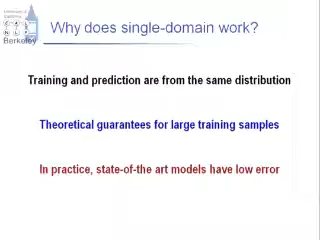 Why does single-domain work?
Berkeley
Training and prediction are from the same distribution
Theoretical guarantees for large training samples
In practice, state-of-the art models have low error